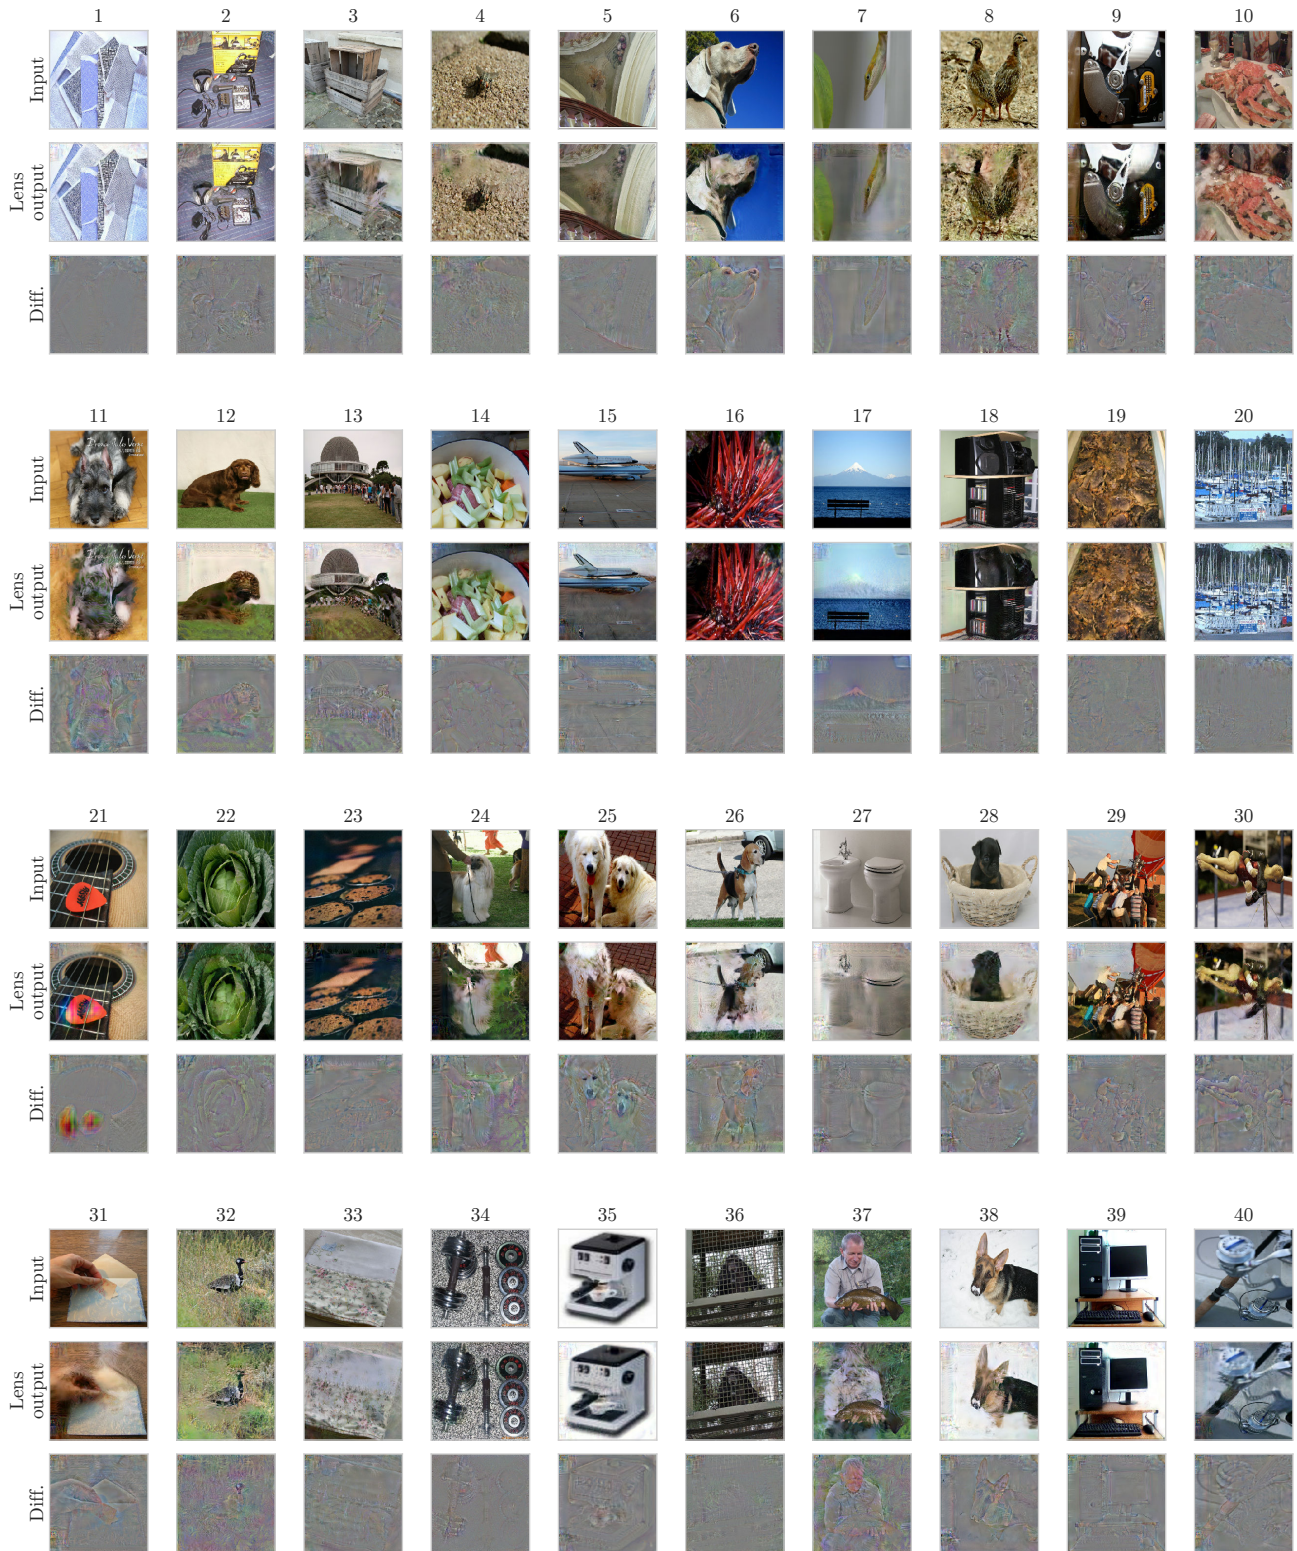 1 2 3 4 5 6 7 8 9 10
Input
Lens output
Diff.
11 12 13 14 15 16 17 18 19 20
Input
Lens output
Diff.
21 22 23 24 25 26 27 28 29 30
Input
Lens output
Diff.
31 32 33 34 35 36 37 38 39 40
Input
Lens output
Diff.